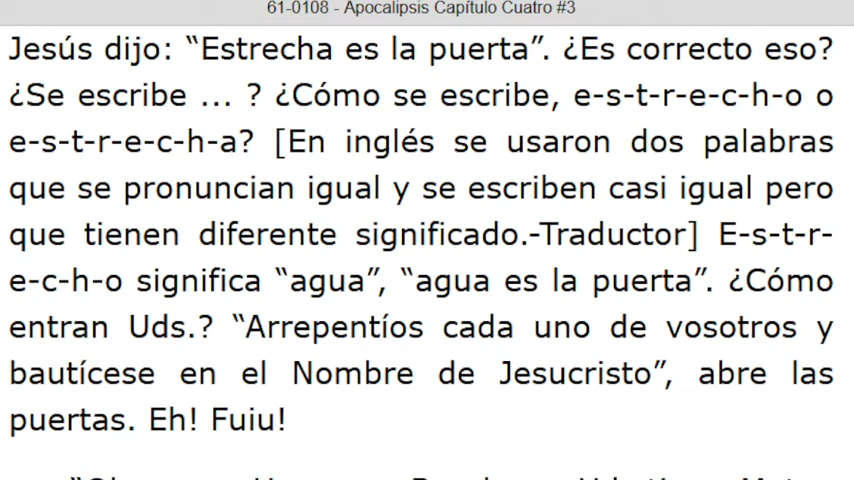 61-0108 - Apocalipsis Capítulo Cuatro #3
Jesús dijo: “Estrecha es la puerta”. ¿Es correcto eso?
¿Se escribe ... ? ¿Cómo se escribe, e-s-t-r-e-c-h-o o
e-s-t-r-e-c-h-a? [En inglés se usaron dos palabras
que se pronuncian igual y se escriben casi igual pero
que tienen diferente significado.-Traductor] E-s-t-r-
e-c-h-o significa “agua”, “agua es la puerta”. ¿Cómo
entran Uds.? “Arrepentíos cada uno de vosotros y
bautícese en el Nombre de Jesucristo”, abre las
puertas. Eh! Fuiu!